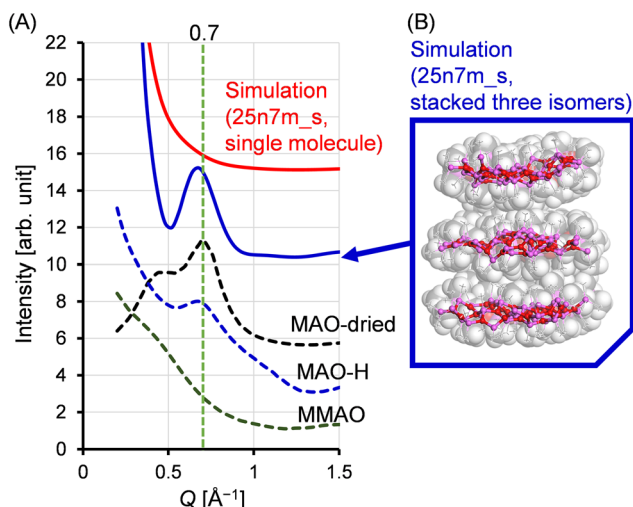 (A)
0.7
22
20
18
16
14
12
10
8
6
4
2
0
Intensity [arb. unit]
Simulation
(25n7m_s,
single molecule)
MAO-dried
MAO-H
MMAO
0
0.5
1
1.5
Q [Å⁻¹]
(B)
Simulation
(25n7m_s,
stacked three isomers)